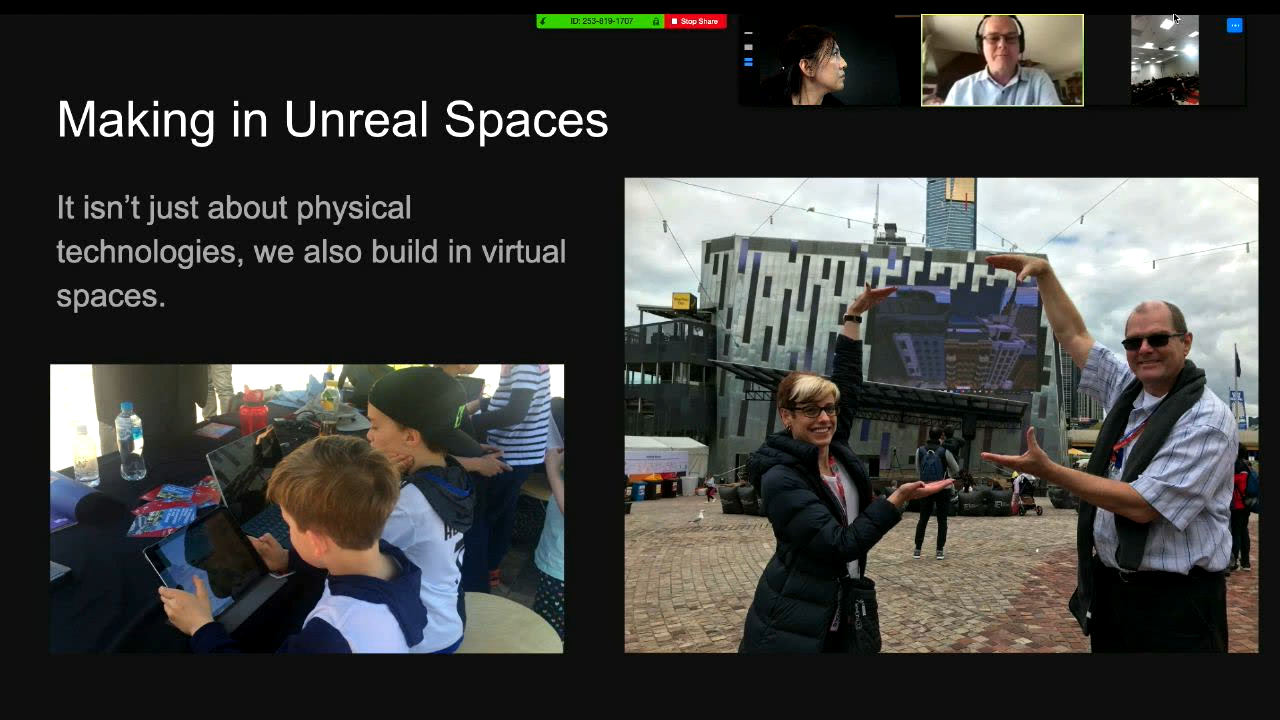 ID: 253-819-1707
Stop Share
Making in Unreal Spaces
It isn’t just about physical
technologies, we also build in virtual
spaces.